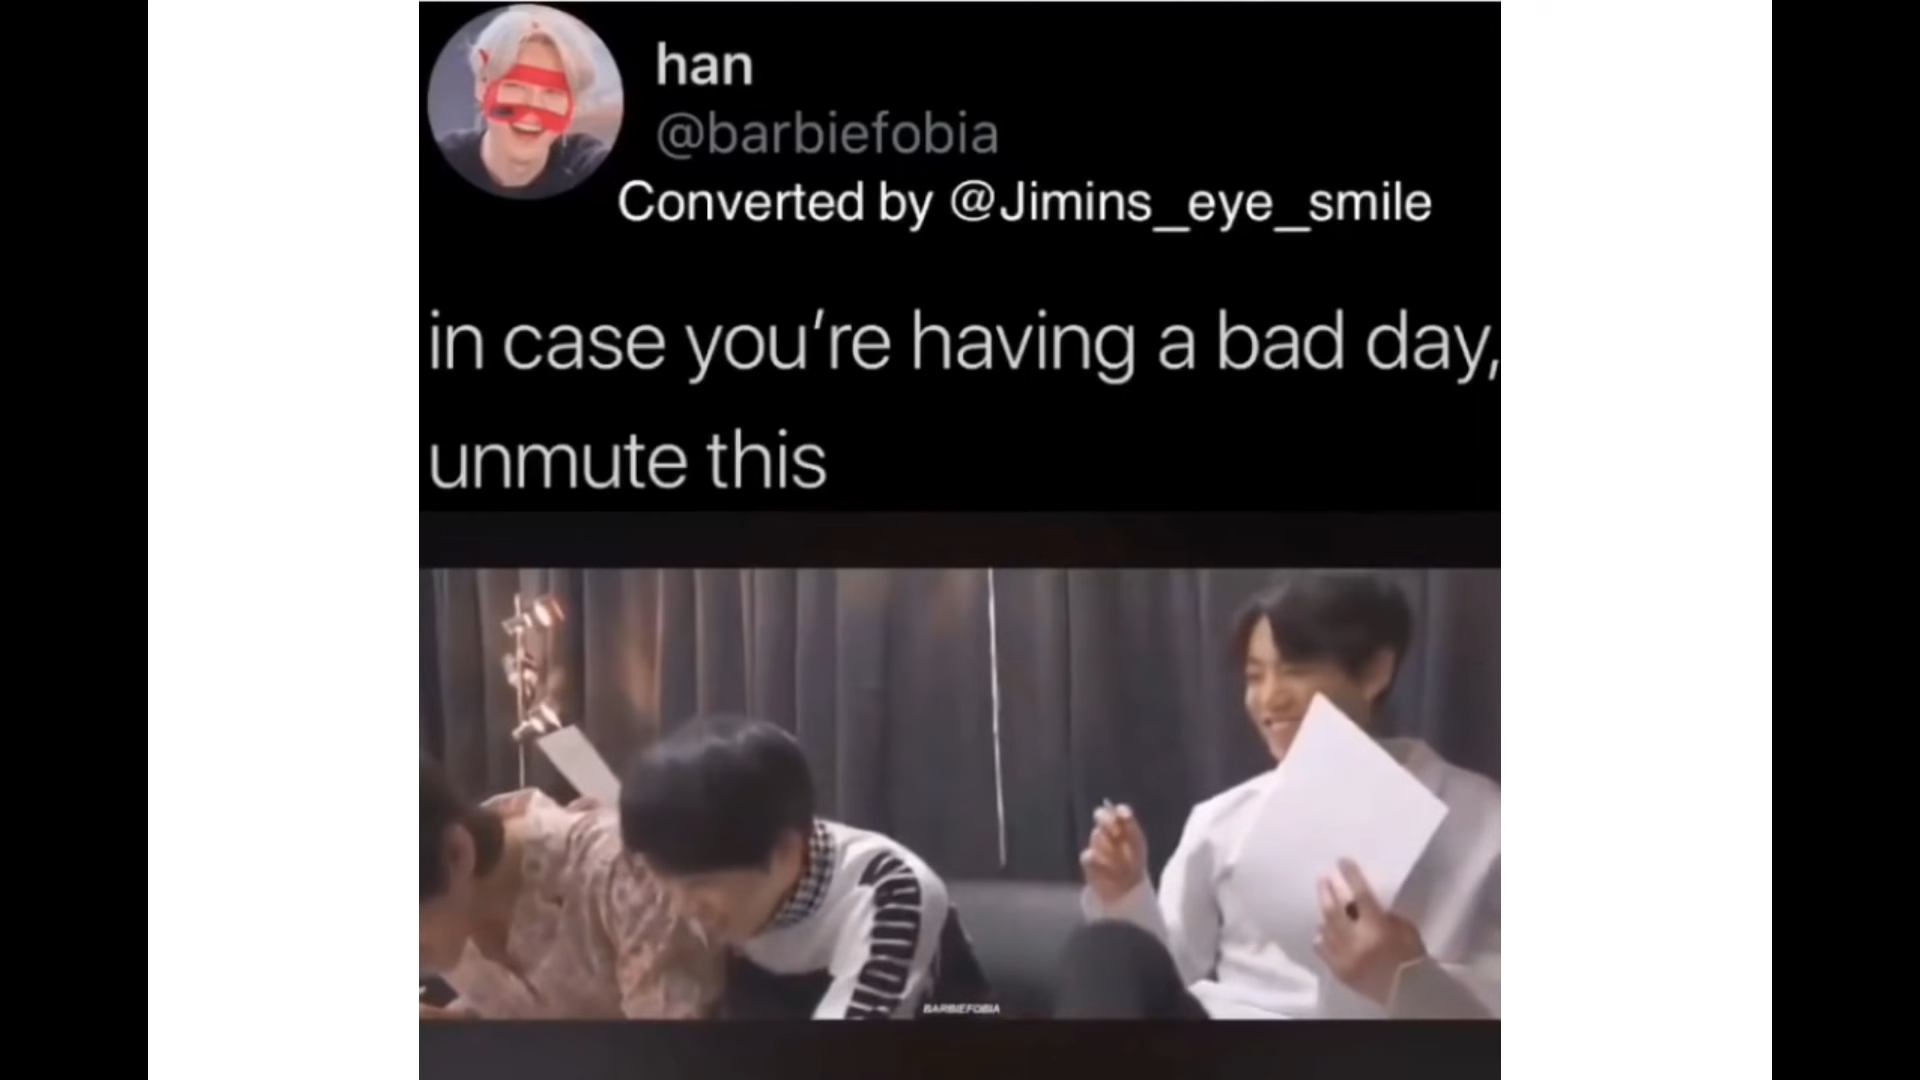 han
@barbiefobia
Converted by @Jimins_eye_smile
in case you're having a bad day,
unmute this
BARBIEFOBIA